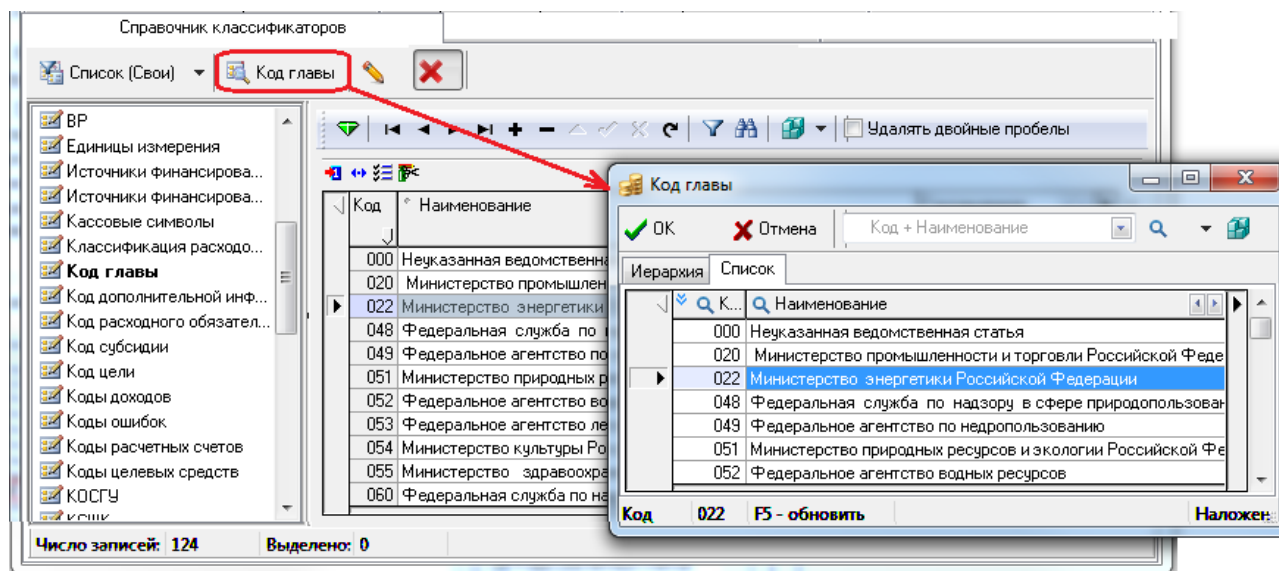 Справочник классификаторов
Список (Свои) Код главы
ВР
Единицы измерения
Источники финансирова...
Источники финансирова...
Кассовые символы
Классификация расходо...
Код главы
Код дополнительной инф...
Код расходного обязател...
Код субсидии
Код цели
Коды доходов
Коды ошибок
Коды расчетных счетов
Коды целевых средств
КОСГУ
Удалять двойные пробелы
Код Наименование
000 Неуказанная ведомственн
020 Министерство промышлен
022 Министерство энергетики
048 Федеральная служба по
049 Федеральное агентство по
051 Министерство природных р
052 Федеральное агентство во
053 Федеральное агентство ле
054 Министерство культуры Ро
055 Министерство здравоохра
060 Федеральная служба по на
Число записей: 124 Выделено: 0
Код главы
OK Отмена Код + Наименование
Иерархия Список
К... Наименование
000 Неуказанная ведомственная статья
020 Министерство промышленности и торговли Российской Феде
022 Министерство энергетики Российской Федерации
048 Федеральная служба по надзору в сфере природопользован
049 Федеральное агентство по недропользованию
051 Министерство природных ресурсов и экологии Российской Фе
052 Федеральное агентство водных ресурсов
Код 022 F5 - обновить Наложен